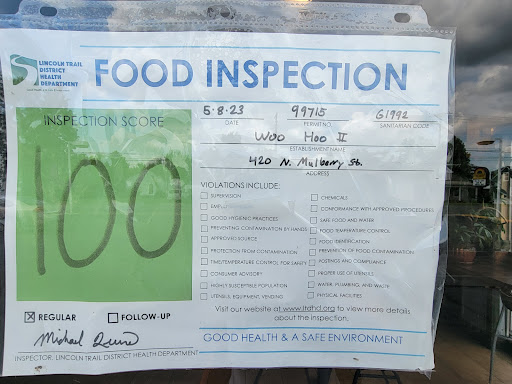 LINCOLN TRAIL
DISTRICT
HEALTH
DEPARTMENT
FOOD INSPECTION
INSPECTION SCORE
100
5.8.23 99715 G1992
DATE PERMIT NO. SANITARIAN CODE
Woo Hoo II
ESTABLISHMENT NAME
420 N. Mulberry St.
ADDRESS
VIOLATIONS INCLUDE:
SUPERVISION
GOOD HYGIENIC PRACTICES
PREVENTING CONTAMINATION BY HANDS
APPROVED SOURCE
PROTECTION FROM CONTAMINATION
TIME/TEMPERATURE CONTROL FOR SAFETY
CONSUMER ADVISORY
HIGHLY SUSCEPTIBLE POPULATION
UTENSILS, EQUIPMENT, VENDING
CHEMICALS
CONFORMANCE WITH APPROVED PROCEDURES
SAFE FOOD AND WATER
FOOD TEMPERATURE CONTROL
FOOD IDENTIFICATION
PREVENTION OF FOOD CONTAMINATION
POSTINGS AND COMPLIANCE
PROPER USE OF UTENSILS
WATER, PLUMBING, AND WASTE
PHYSICAL FACILITIES
Visit our website at www.ltdhd.org to view more details
about the inspection.
X REGULAR FOLLOW-UP
Michael
INSPECTOR, LINCOLN TRAIL DISTRICT HEALTH DEPARTMENT
GOOD HEALTH & A SAFE ENVIRONMENT